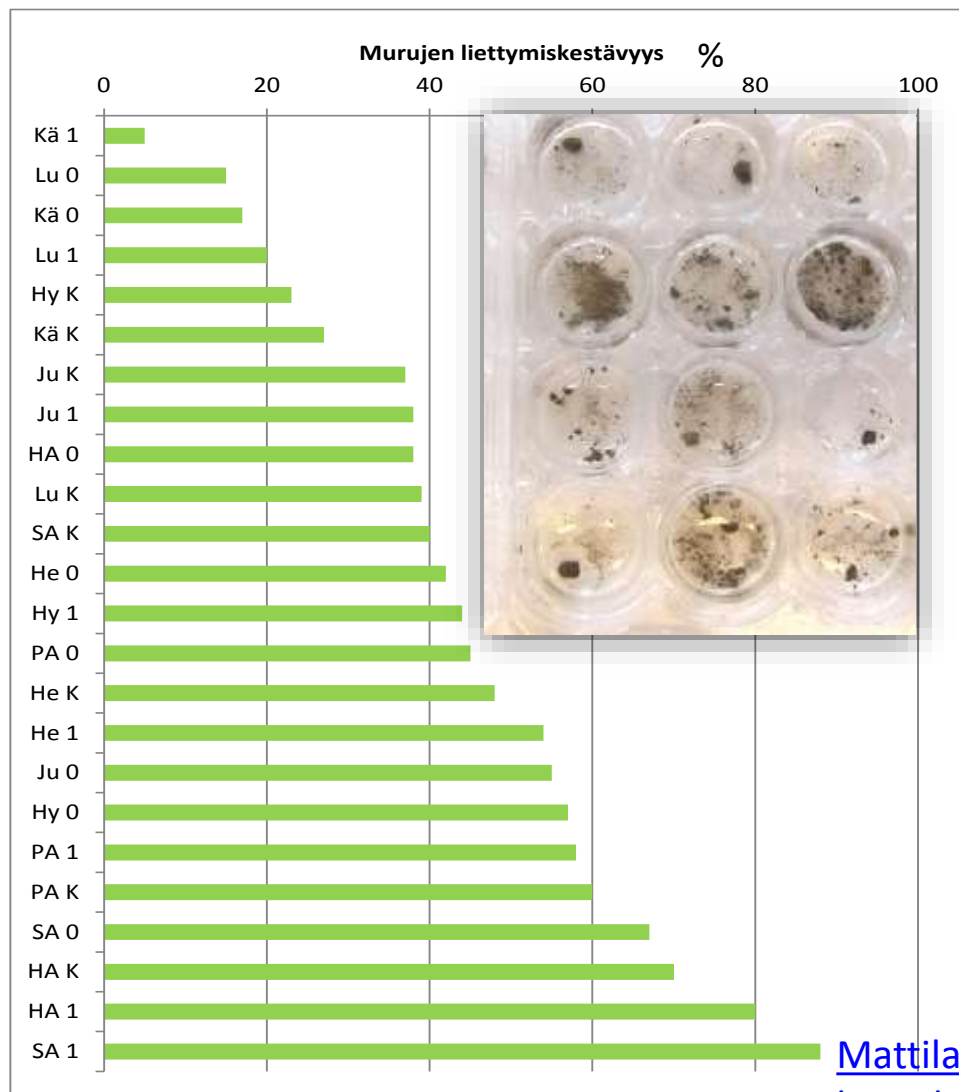 Murujen liettymiskestävyys %
0 20 40 60 80 100
Kä 1
Lu 0
Kä 0
Lu 1
Hy K
Kä K
Ju K
Ju 1
HA 0
Lu K
SA K
He 0
Hy 1
PA 0
He K
He 1
Ju 0
Hy 0
PA 1
PA K
SA 0
HA K
HA 1
SA 1
Mattila